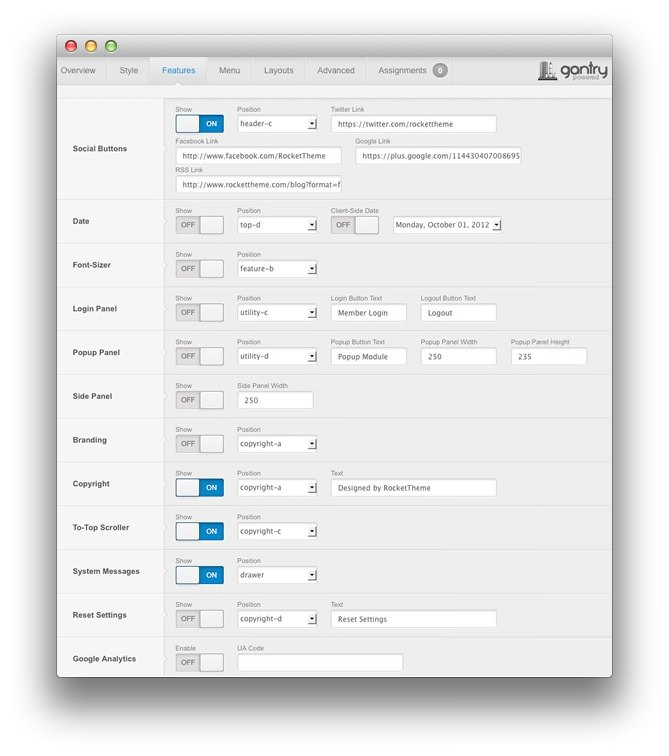 Overview Style Features Menu Layouts Advanced Assignments 0 gantry
powered
Show Position Twitter Link
Social Buttons ON header-c https://twitter.com/rockettheme
Facebook Link Google Link
http://www.facebook.com/RocketTheme https://plus.google.com/114430407008695
RSS Link
http://www.rockettheme.com/blog?format=f
Show Position Client-Side Date
Date OFF top-d OFF Monday, October 01, 2012
Show Position
Font-Sizer OFF feature-b
Show Position Login Button Text Logout Button Text
Login Panel OFF utility-c Member Login Logout
Show Position Popup Button Text Popup Panel Width Popup Panel Height
Popup Panel OFF utility-d Popup Module 250 235
Show Side Panel Width
Side Panel OFF 250
Show Position
Branding OFF copyright-a
Show Position Text
Copyright ON copyright-a Designed by RocketTheme
Show Position
To-Top Scroller ON copyright-c
Show Position
System Messages ON drawer
Show Position Text
Reset Settings OFF copyright-d Reset Settings
Enable UA Code
Google Analytics OFF